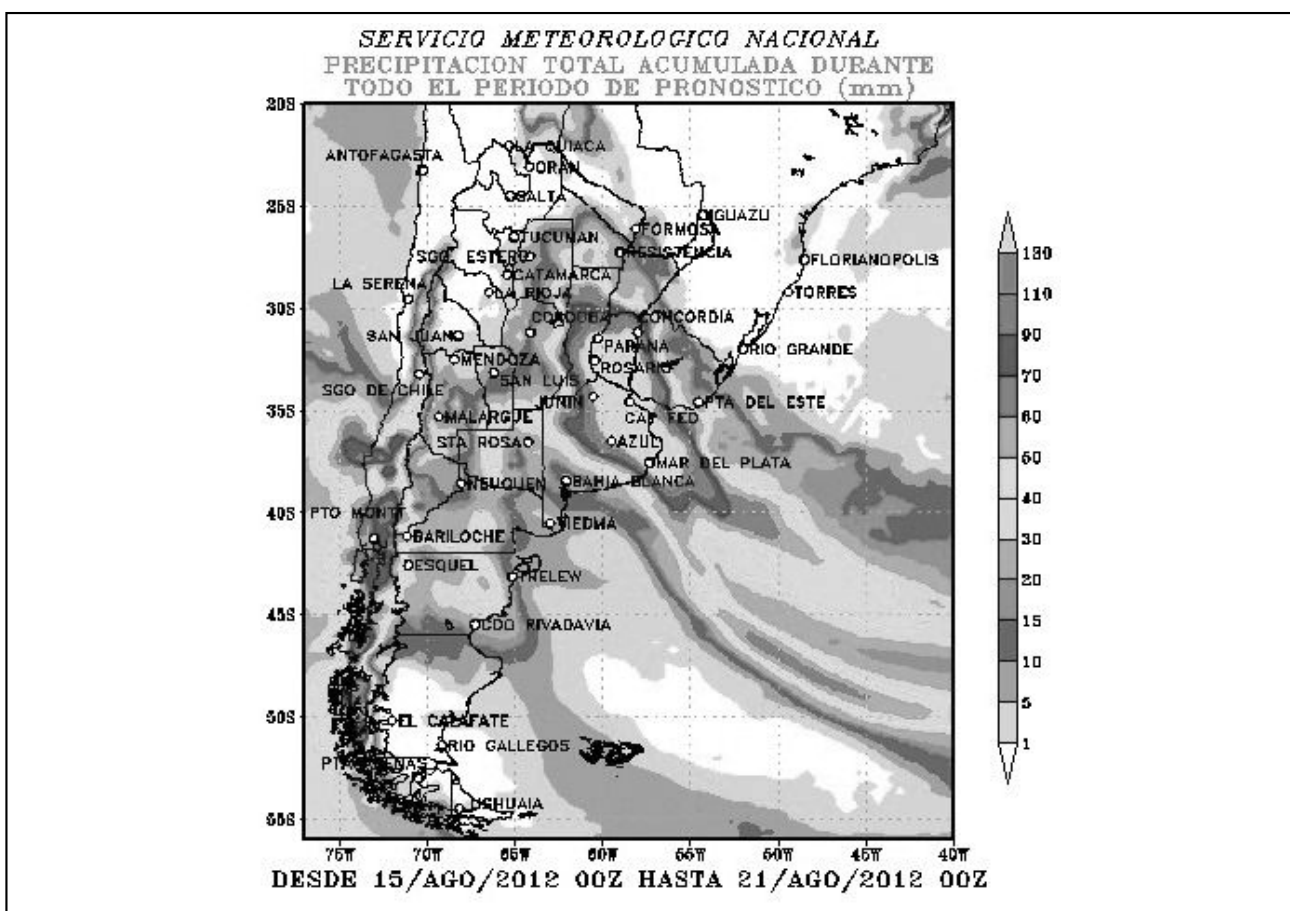 SERVICIO METEOROLOGICO NACIONAL
PRECIPITACION TOTAL ACUMULADA DURANTE
TODO EL PERIODO DE PRONOSTICO (mm)
20S
LA QUIACA
ANTOFAGASTA
ORAN
SALTA
25S
IGUAZU
FORMOSA
TUCUMAN
RESISTENCIA
SGO ESTERO
FLORIANOPOLIS
CATAMARCA
LA SERENA
LA RIOJA
TORRES
30S
CORDOBA
CONCORDIA
SAN JUAN
PARANA
RIO GRANDE
MENDOZA
ROSARIO
SAN LUIS
SGO DE CHILE
JUNIN
PTA DEL ESTE
35S
MALARGUE
CAP FED
STA ROSA
AZUL
MAR DEL PLATA
NEUQUEN
BAHIA BLANCA
PTO MONTT
40S
VIEDMA
BARILOCHE
ESQUEL
TRELEW
45S
CDO RIVADAVIA
50S
EL CALAFATE
RIO GALLEGOS
USHUAIA
55S
75W 70W 65W 60W 55W 50W 45W 40W
130
110
90
70
60
50
40
30
20
15
10
5
1
DESDE 15/AGO/2012 00Z HASTA 21/AGO/2012 00Z